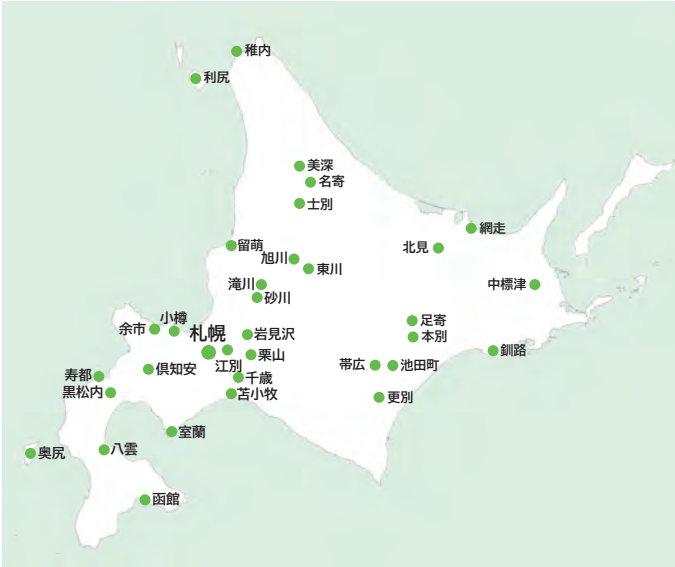 稚内
利尻
美深
名寄
士別
網走
留萌
北見
旭川
東川
滝川
中標津
砂川
小樽
足寄
余市
札幌
岩見沢
本別
釧路
江別
栗山
帯広
池田町
倶知安
寿都
千歳
黒松内
苫小牧
更別
室蘭
奥尻
八雲
函館